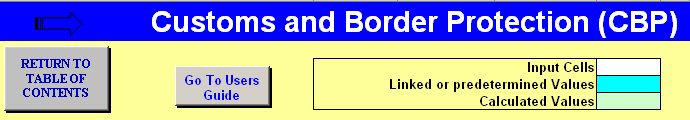 Customs and Border Protection (CBP)
RETURN TO
TABLE OF
CONTENTS
Go To Users
Guide
Input Cells
Linked or predetermined Values
Calculated Values